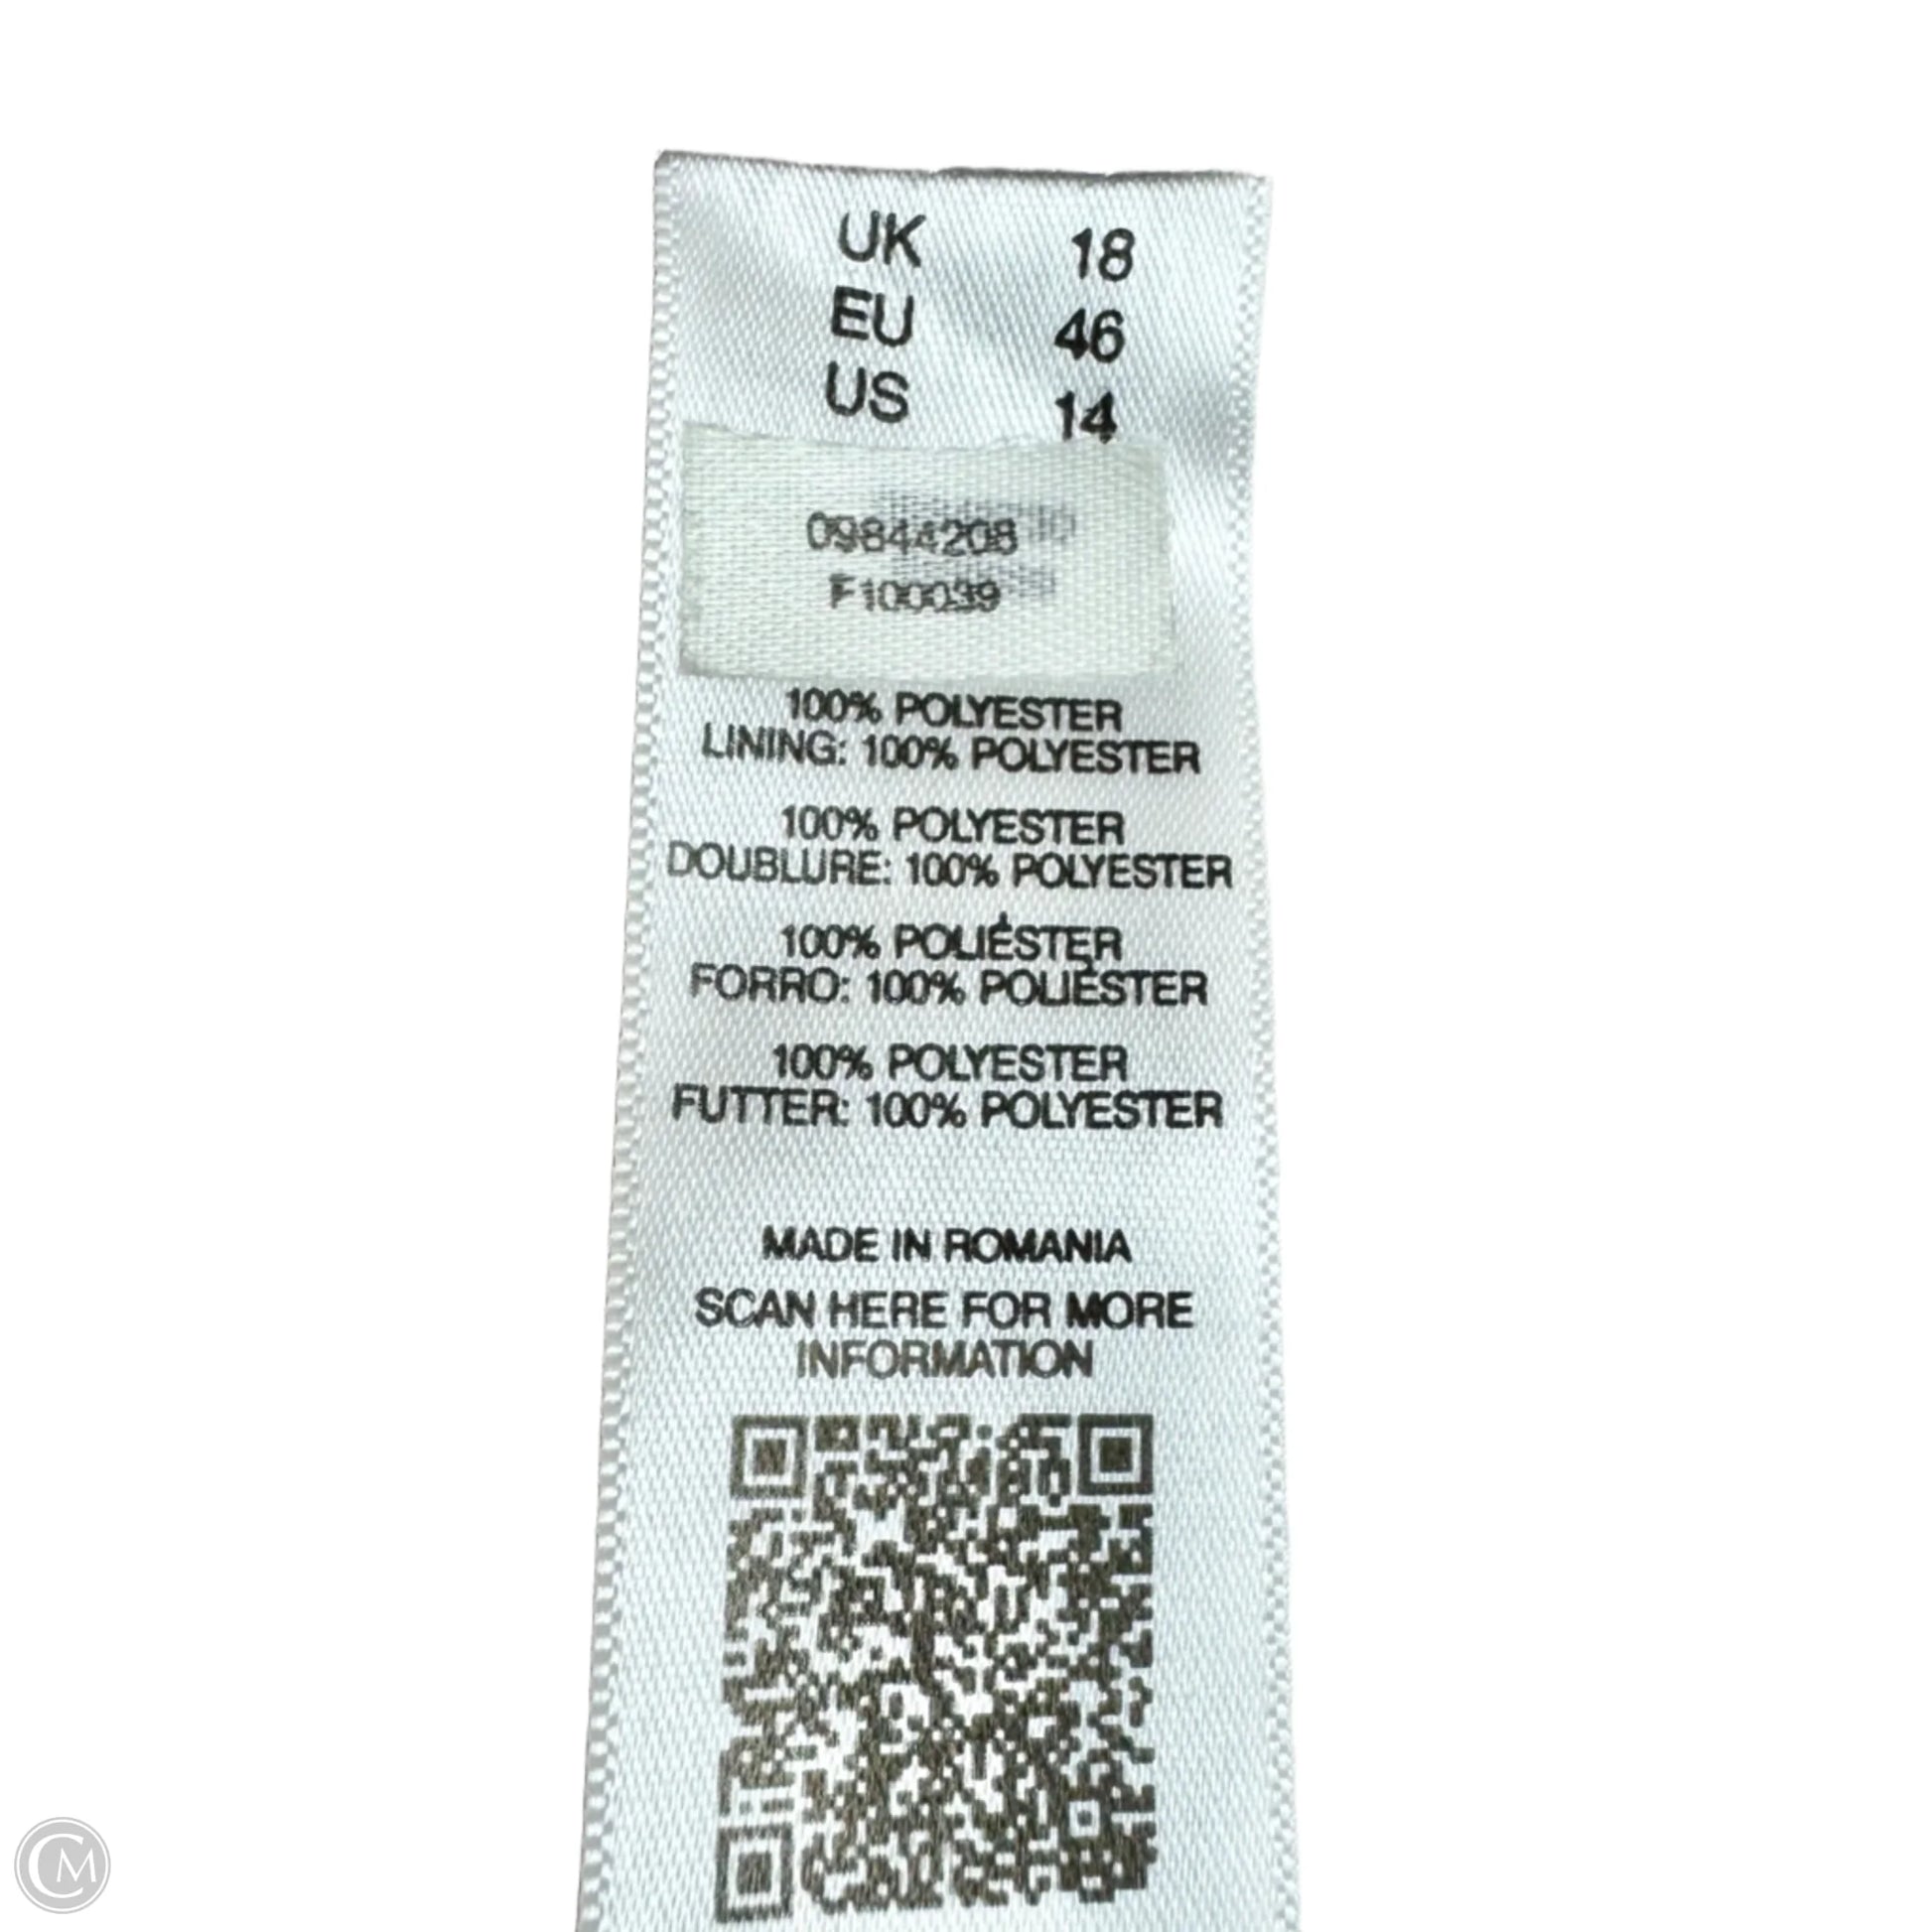 UK 18
EU 46
US 14
09844208
F100039
100% POLYESTER
LINING: 100% POLYESTER
100% POLYESTER
DOUBLURE: 100% POLYESTER
100% POLIÉSTER
FORRO: 100% POLIÉSTER
100% POLYESTER
FUTTER: 100% POLYESTER
MADE IN ROMANIA
SCAN HERE FOR MORE
INFORMATION
CM